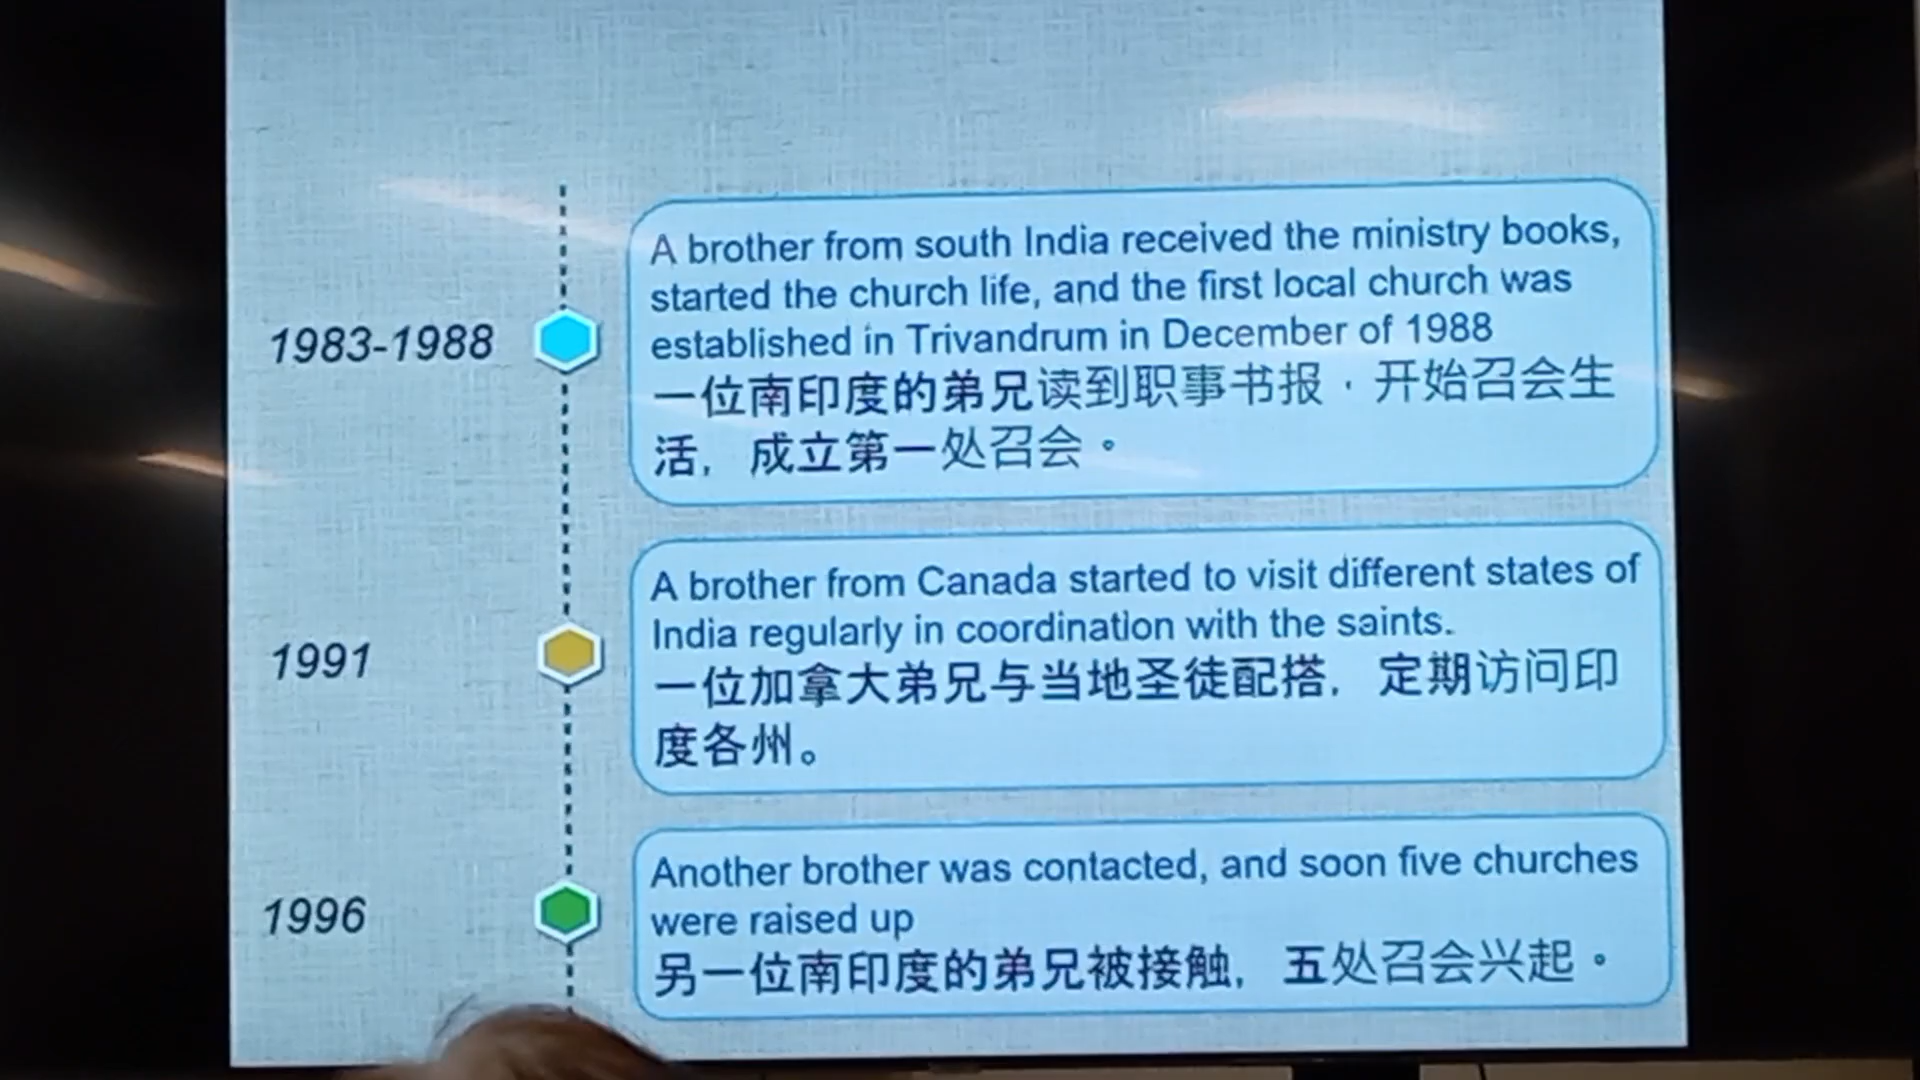 1983-1988
A brother from south India received the ministry books,
started the church life, and the first local church was
established in Trivandrum in December of 1988
一位南印度的弟兄读到职事书报，开始召会生
活，成立第一处召会。
1991
A brother from Canada started to visit different states of
India regularly in coordination with the saints.
一位加拿大弟兄与当地圣徒配搭，定期访问印
度各州。
1996
Another brother was contacted, and soon five churches
were raised up
另一位南印度的弟兄被接触，五处召会兴起。